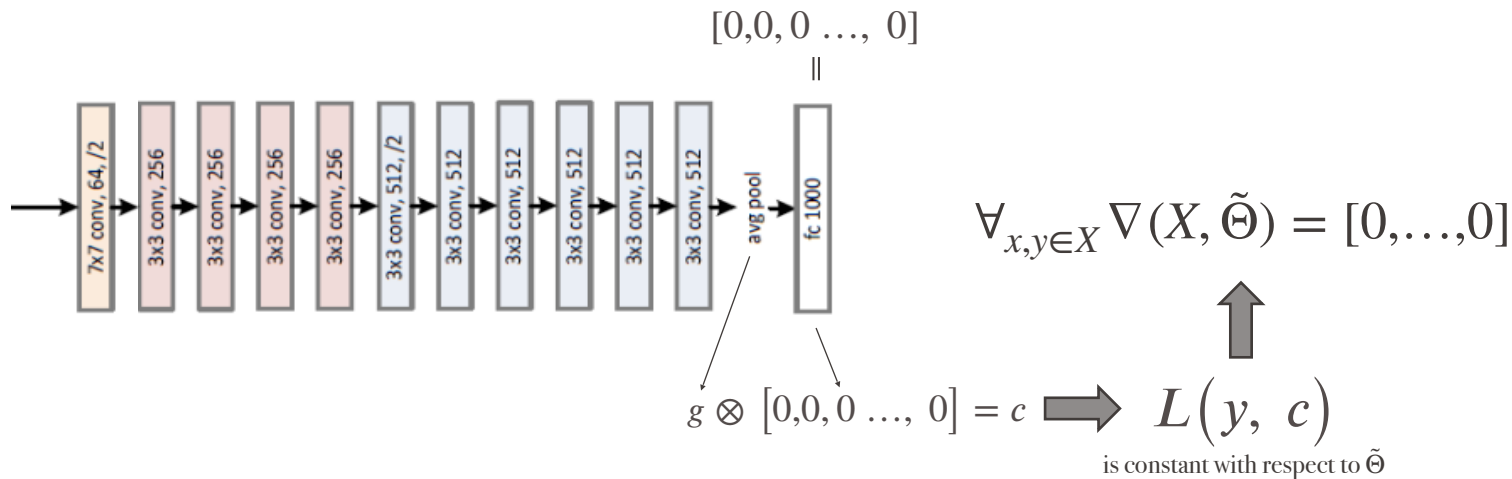 [0,0, 0 …, 0]
=
7x7 conv, 64, /2
3x3 conv, 256
3x3 conv, 256
3x3 conv, 256
3x3 conv, 256
3x3 conv, 512, /2
3x3 conv, 512
3x3 conv, 512
3x3 conv, 512
3x3 conv, 512
3x3 conv, 512
avg pool
fc 1000
∀x,y∈X ∇(X, Θ̃) = [0,…,0]
g ⊗ [0,0, 0 …, 0] = c
L(y, c)
is constant with respect to Θ̃